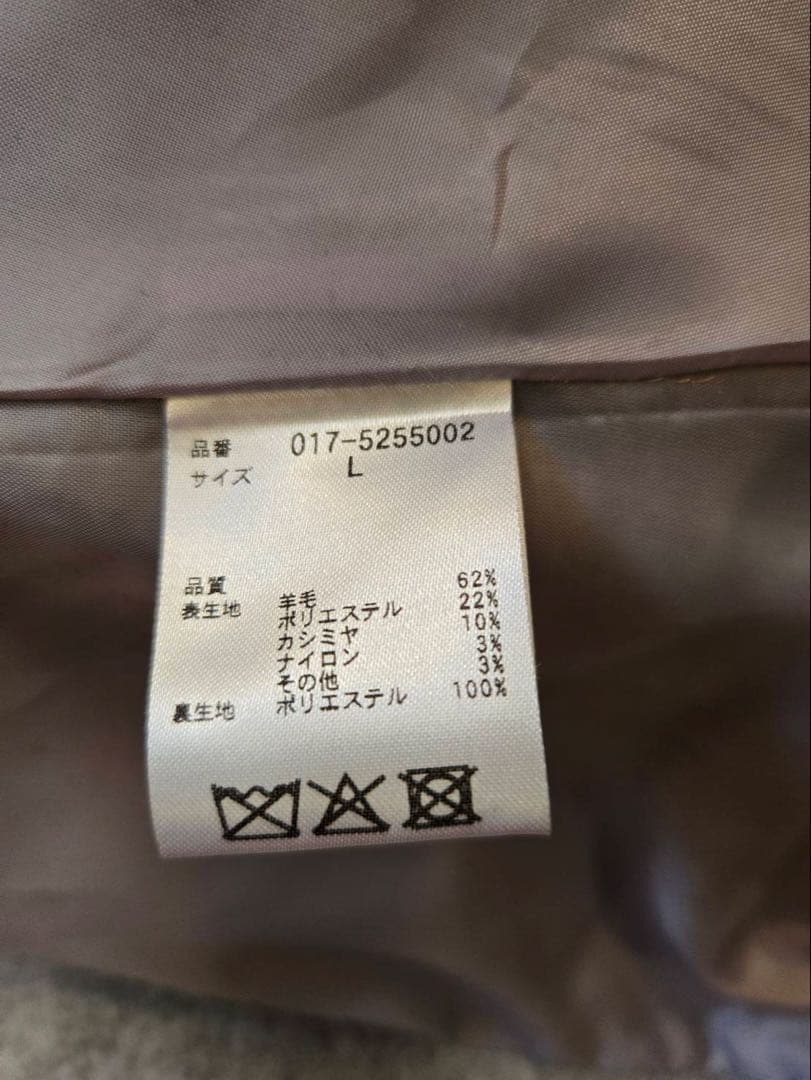 品番 017-5255002
サイズ L
品質
表生地 羊毛 62%
ポリエステル 22%
カシミヤ 10%
ナイロン 3%
その他 3%
裏生地 ポリエステル 100%